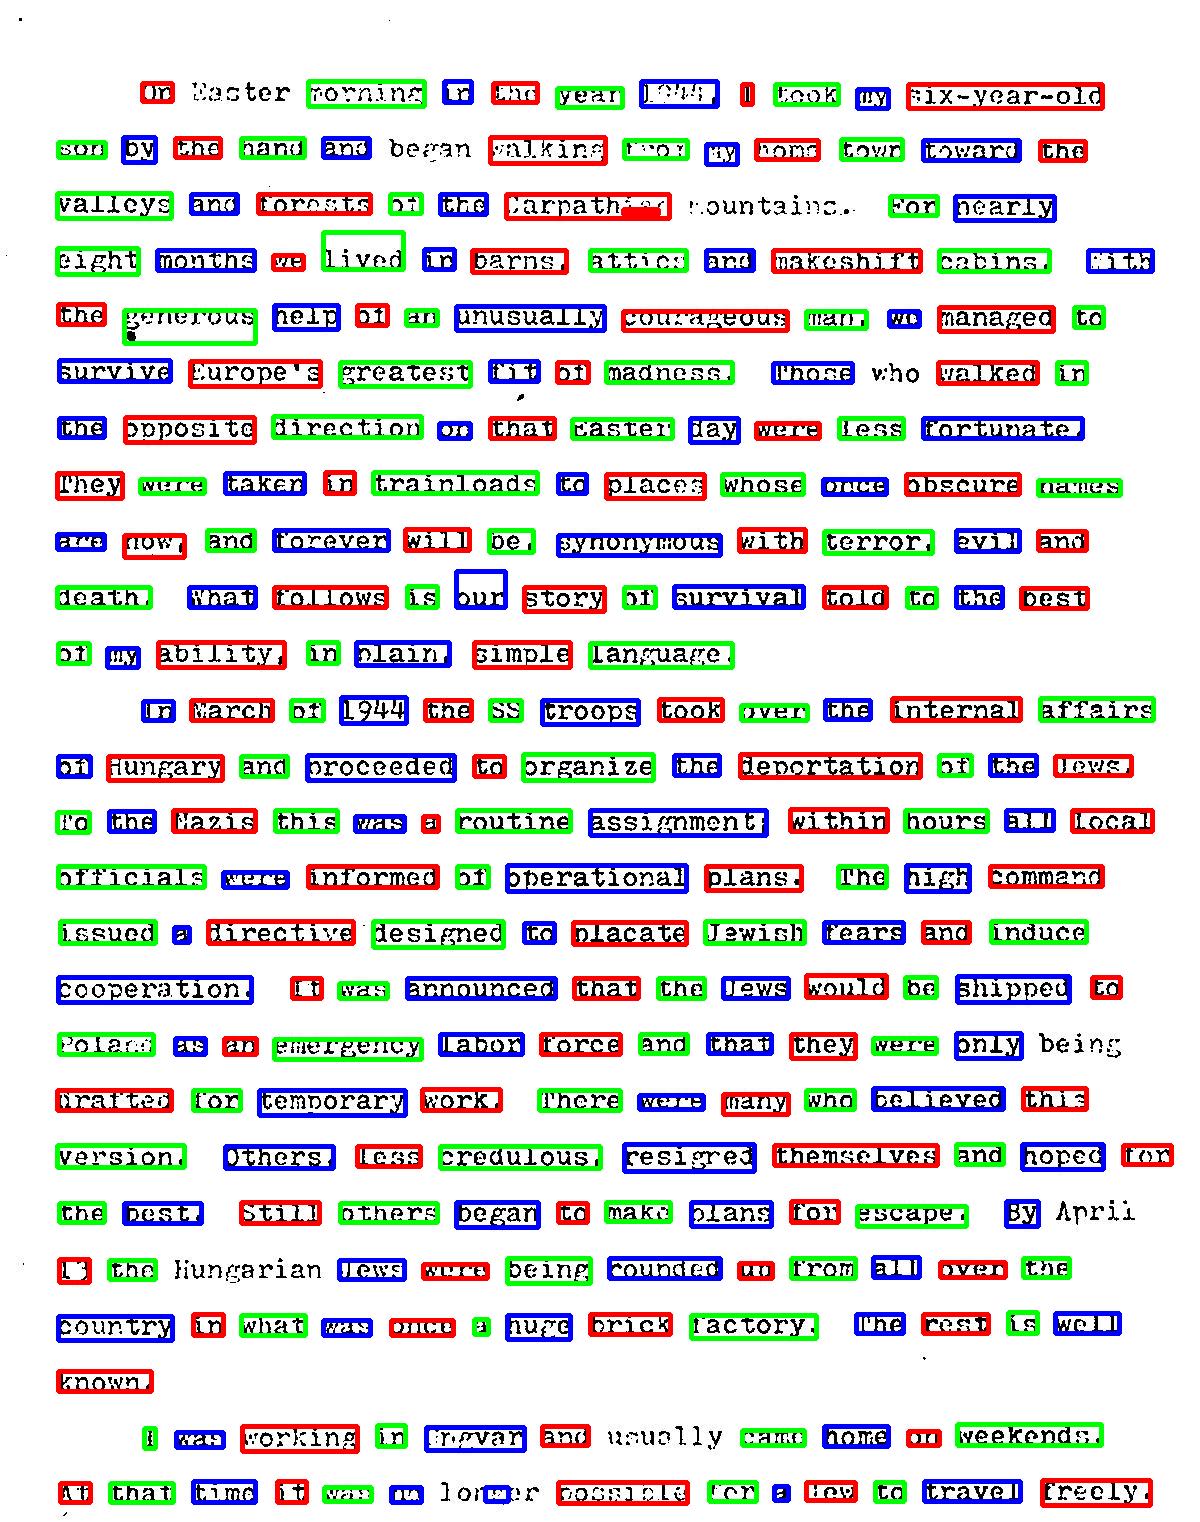 On Easter morning in the year 1944, I took my six-year-old
son by the hand and began walking from my home town toward the
valleys and forests of the Carpathian mountains. For nearly
eight months we lived in barns, attics and makeshift cabins. With
the generous help of an unusually courageous man, we managed to
survive Europe's greatest fit of madness. Those who walked in
the opposite direction on that Easter day were less fortunate.
They were taken in trainloads to places whose once obscure names
are now, and forever will be, synonymous with terror, evil and
death. What follows is our story of survival told to the best
of my ability, in plain, simple language.
In March of 1944 the SS troops took over the internal affairs
of Hungary and proceeded to organize the deportation of the Jews.
To the Nazis this was a routine assignment; within hours all local
officials were informed of operational plans. The high command
issued a directive designed to placate Jewish fears and induce
cooperation. It was announced that the Jews would be shipped to
Poland as an emergency labor force and that they were only being
drafted for temporary work. There were many who believed this
version. Others, less credulous, resigned themselves and hoped for
the best. Still others began to make plans for escape. By April
the Hungarian Jews were being rounded up from all over the
country in what was once a huge brick factory. The rest is well
known.
I was working in Ungvar and usually came home on weekends.
At that time it was no longer possible for a Jew to travel freely.